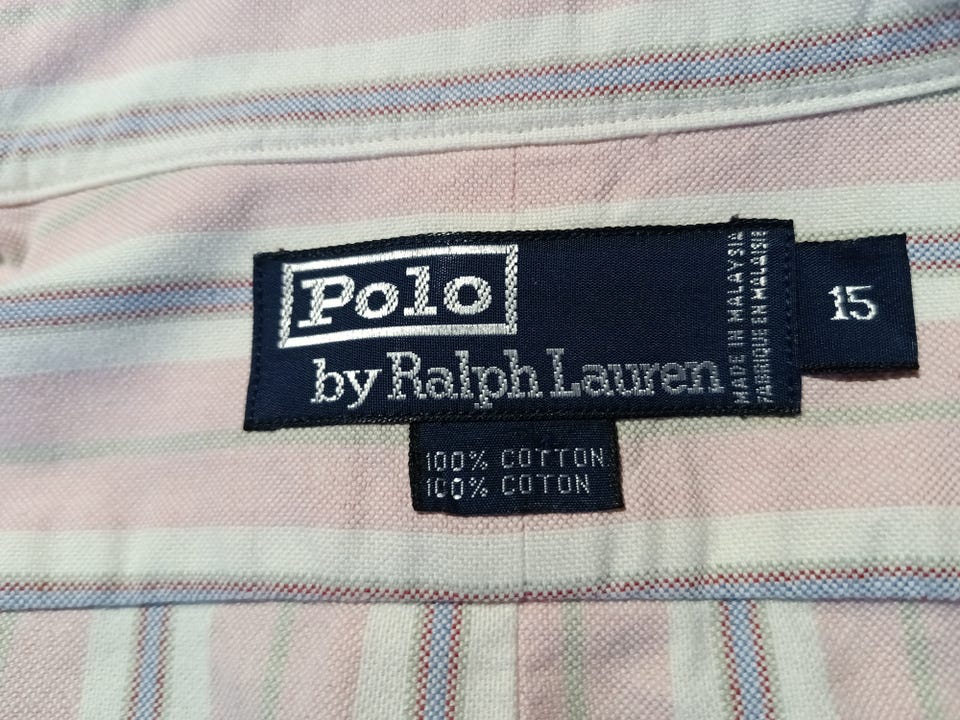 Polo
by Ralph Lauren
MADE IN MALAYSIA
FABRIQUE EN MALAISIE
15
100% COTTON
100% COTON